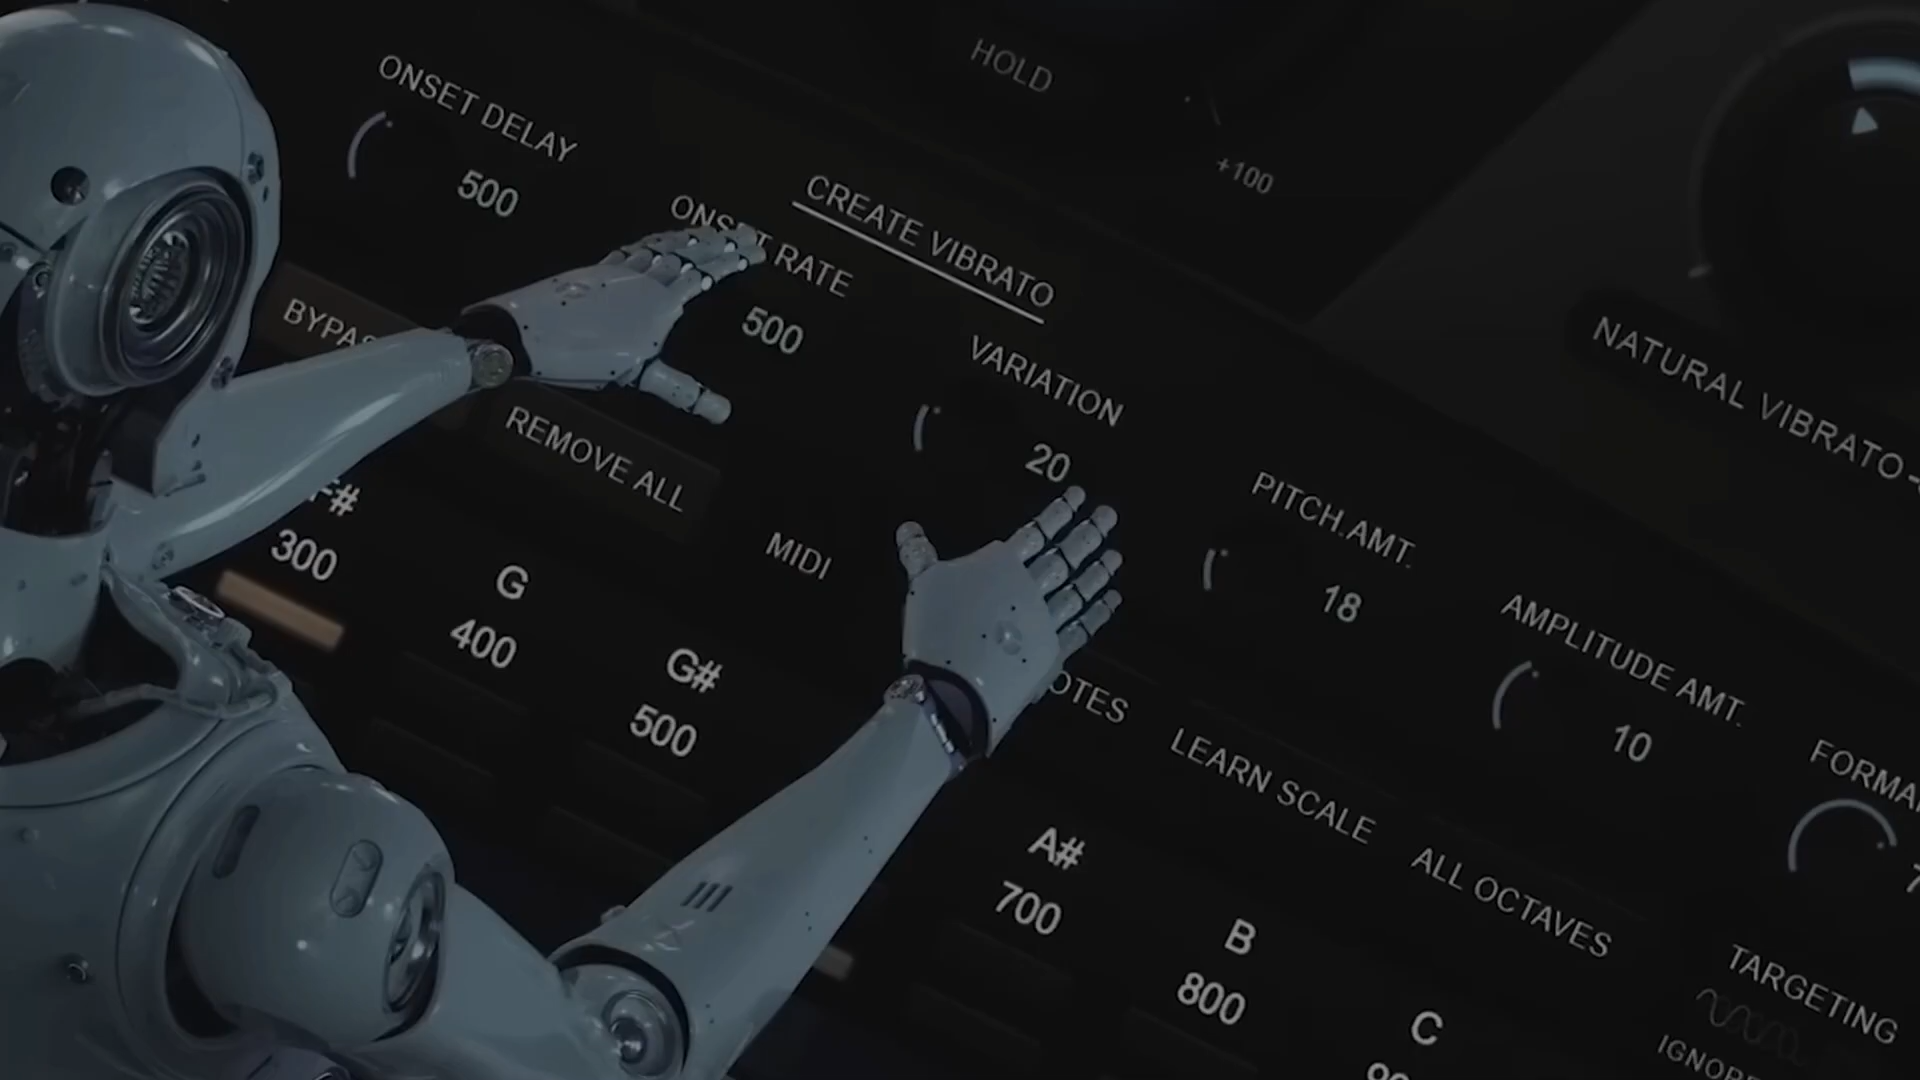 HOLD
+100
ONSET DELAY
500
CREATE VIBRATO
ONSET RATE
500
NATURAL VIBRATO
VARIATION
20
REMOVE ALL
PITCH AMT.
18
MIDI
F#
300
G
400
G#
500
AMPLITUDE AMT.
10
LEARN SCALE
ALL OCTAVES
A#
700
B
800
C
TARGETING